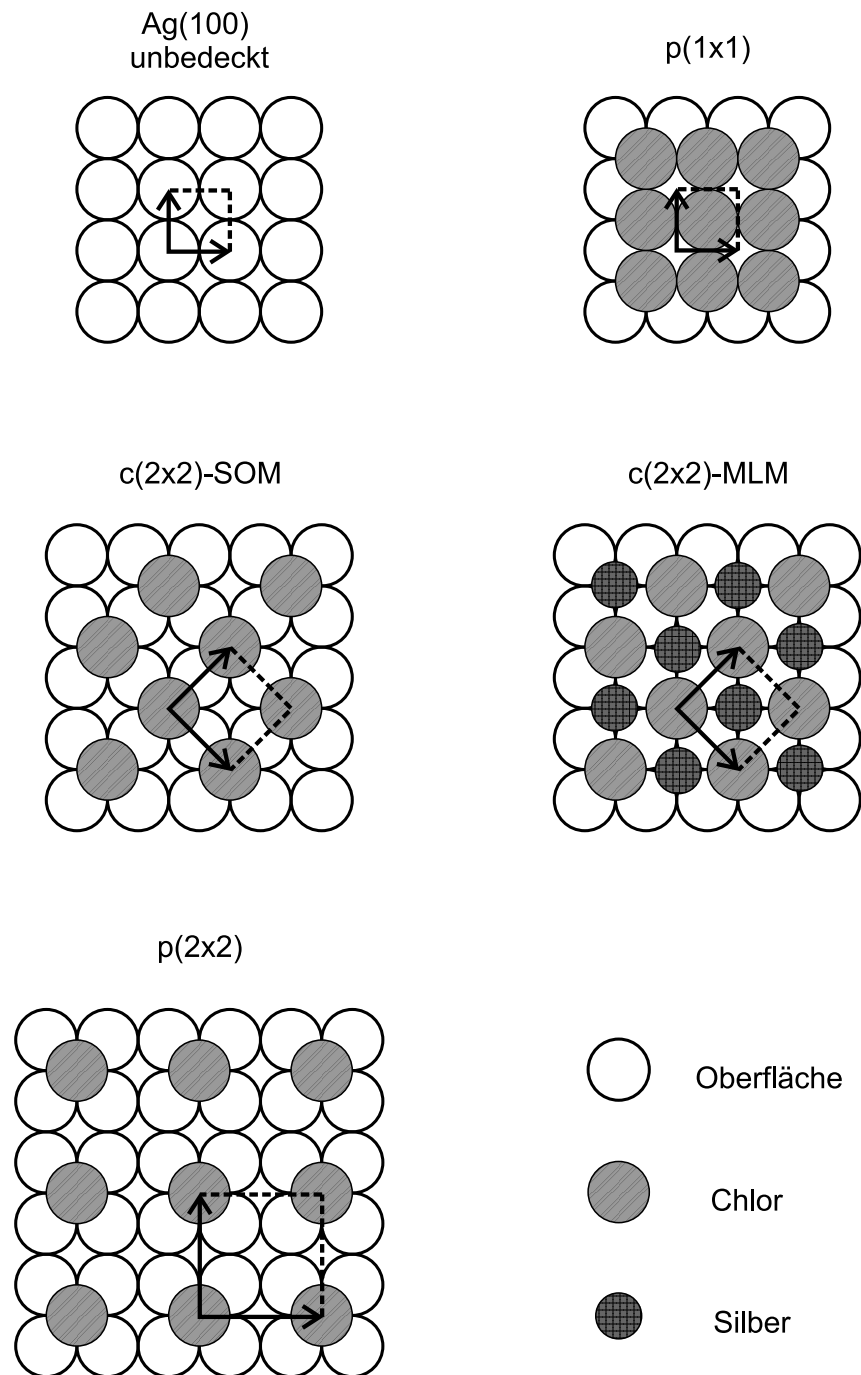 Ag(100)
unbedeckt
p(1x1)
c(2x2)-SOM
c(2x2)-MLM
p(2x2)
Oberfläche
Chlor
Silber